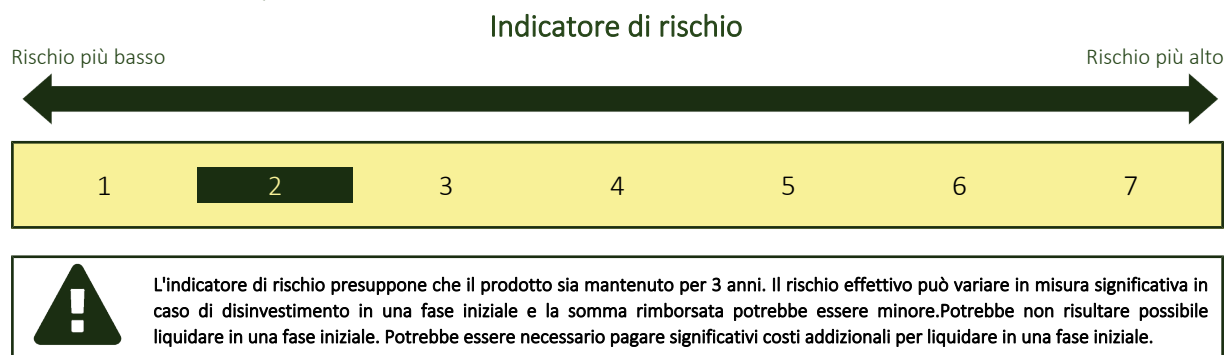 Indicatore di rischio
Rischio più basso
Rischio più alto
1 2 3 4 5 6 7
L'indicatore di rischio presuppone che il prodotto sia mantenuto per 3 anni. Il rischio effettivo può variare in misura significativa in
caso di disinvestimento in una fase iniziale e la somma rimborsata potrebbe essere minore.Potrebbe non risultare possibile
liquidare in una fase iniziale. Potrebbe essere necessario pagare significativi costi addizionali per liquidare in una fase iniziale.